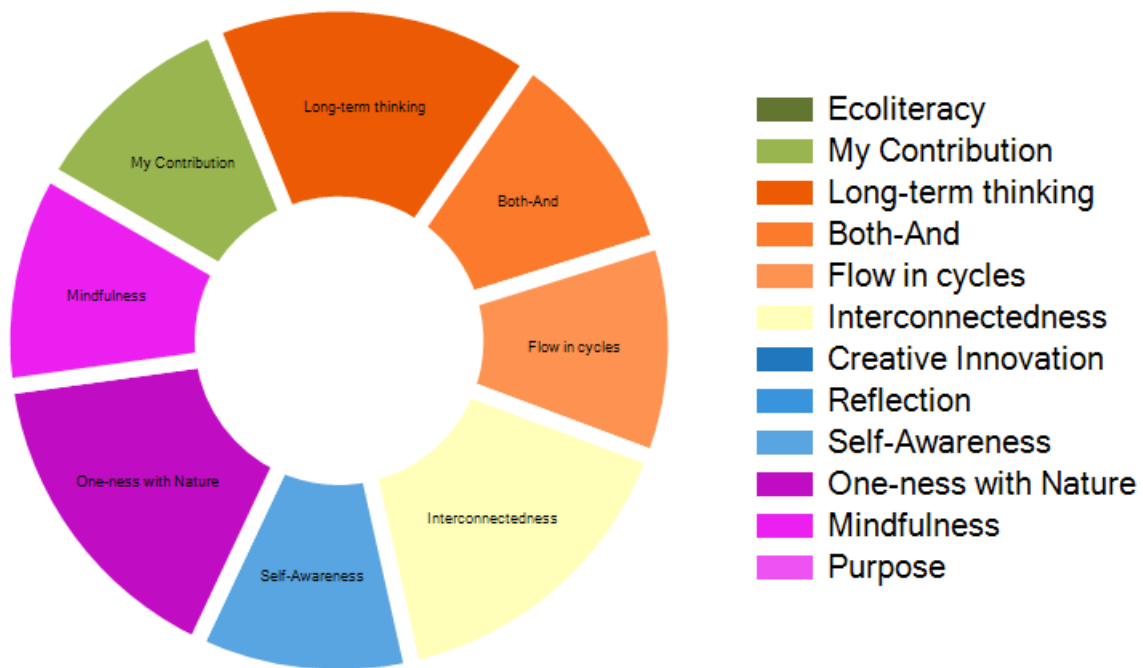 Long-term thinking
My Contribution
Both-And
Mindfulness
Flow in cycles
One-ness with Nature
Interconnectedness
Self-Awareness
Ecoliteracy
My Contribution
Long-term thinking
Both-And
Flow in cycles
Interconnectedness
Creative Innovation
Reflection
Self-Awareness
One-ness with Nature
Mindfulness
Purpose